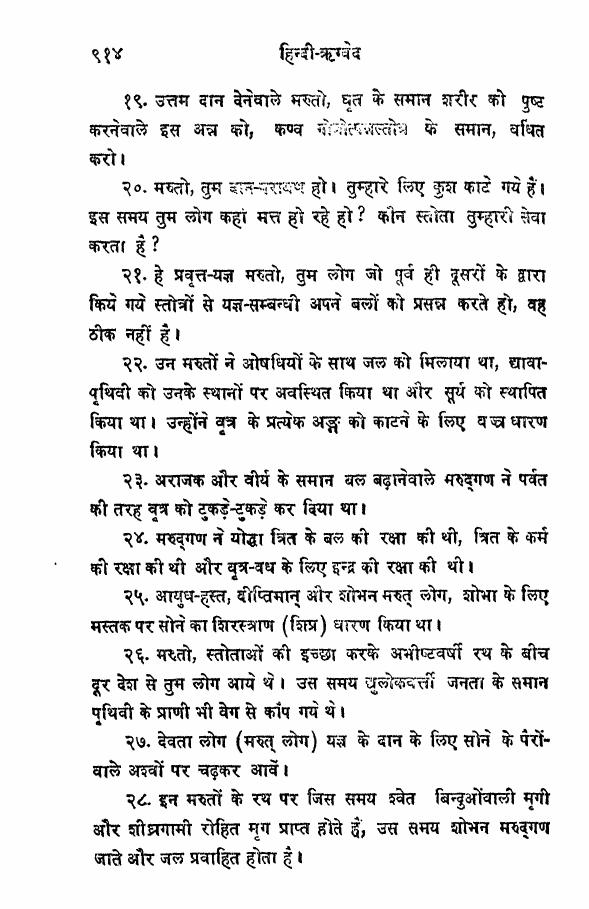 ९१४ हिन्दी-ऋग्वेद
१९. उत्तम दान देनेवाले मरुतो, घृत के समान शरीर को पुष्ट
करनेवाले इस अन्न को, कण्व गोत्रोत्पन्नस्तोत्र के समान, वर्धित
करो।
२०. मरुतो, तुम दान-परायण हो। तुम्हारे लिए कुश काटे गये हैं।
इस समय तुम लोग कहां मत्त हो रहे हो? कौन स्तोता तुम्हारी सेवा
करता है?
२१. हे प्रवृत्त-यज्ञ मरुतो, तुम लोग जो पूर्व ही दूसरों के द्वारा
किये गये स्तोत्रों से यज्ञ-सम्बन्धी अपने बलों को प्रसन्न करते हो, वह
ठीक नहीं है।
२२. उन मरुतों ने ओषधियों के साथ जल को मिलाया था, द्यावा-
पृथिवी को उनके स्थानों पर अवस्थित किया था और सूर्य को स्थापित
किया था। उन्होंने वृत्र के प्रत्येक अङ्ग को काटने के लिए वज्र धारण
किया था।
२३. अराजक और वीर्य के समान बल बढ़ानेवाले मरुद्गण ने पर्वत
की तरह वृत्र को टुकड़े-टुकड़े कर दिया था।
२४. मरुद्गण ने योद्धा त्रित के बल की रक्षा की थी, त्रित के कर्म
की रक्षा की थी और वृत्र-वध के लिए इन्द्र की रक्षा की थी।
२५. आयुध-हस्त, दीप्तिमान् और शोभन मरुत् लोग, शोभा के लिए
मस्तक पर सोने का शिरस्त्राण (शिप्र) धारण किया था।
२६. मरुतो, स्तोताओं की इच्छा करके अभीष्टवर्षी रथ के बीच
दूर देश से तुम लोग आये थे। उस समय द्युलोकवर्त्ती जनता के समान
पृथिवी के प्राणी भी वेग से काँप गये थे।
२७. देवता लोग (मरुत् लोग) यज्ञ के दान के लिए सोने के पैरों-
वाले अश्वों पर चढ़कर आवें।
२८. इन मरुतों के रथ पर जिस समय श्वेत बिन्दुओंवाली मृगी
और शीघ्रगामी रोहित मृग प्राप्त होते हैं, उस समय शोभन मरुद्गण
जाते और जल प्रवाहित होता है।